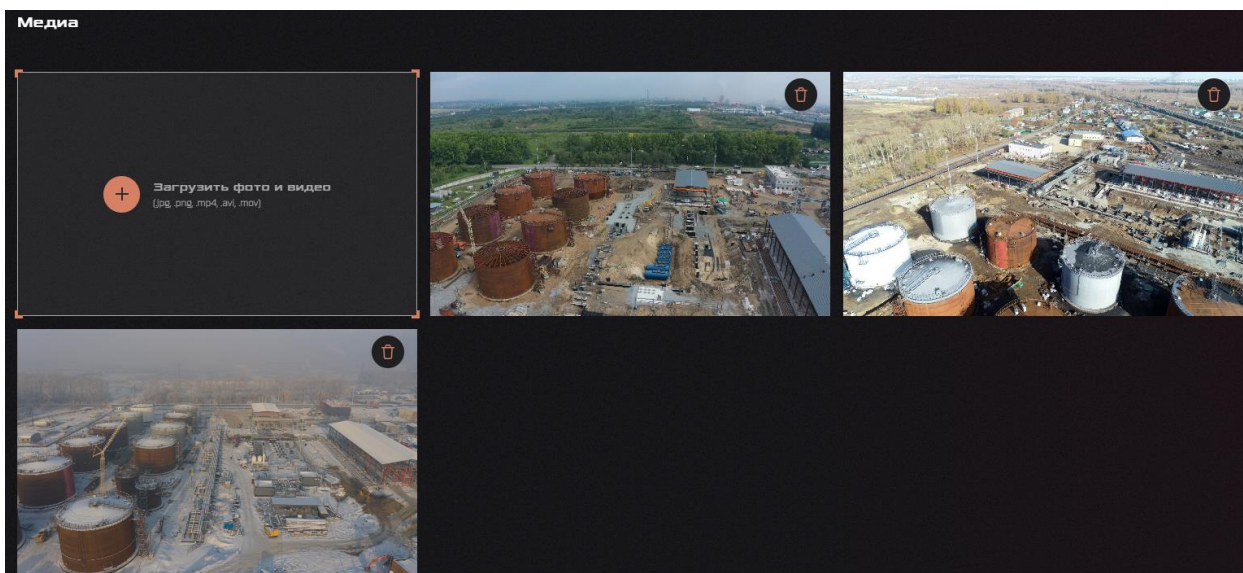 Медиа
Загрузить фото и видео
(jpg, .png, .mp4, .avi, .mov)